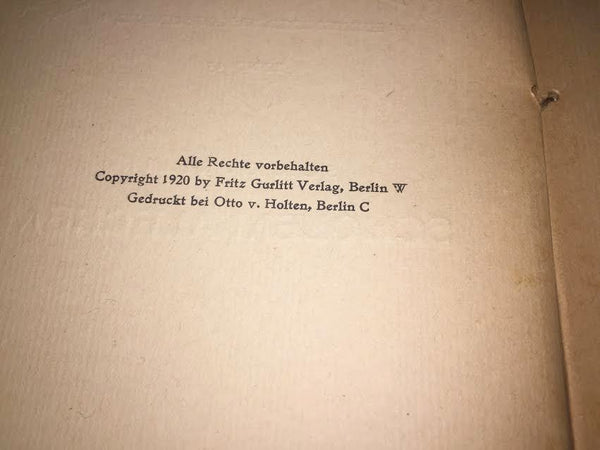 Alle Rechte vorbehalten
Copyright 1920 by Fritz Gurlitt Verlag, Berlin W
Gedruckt bei Otto v. Holten, Berlin C